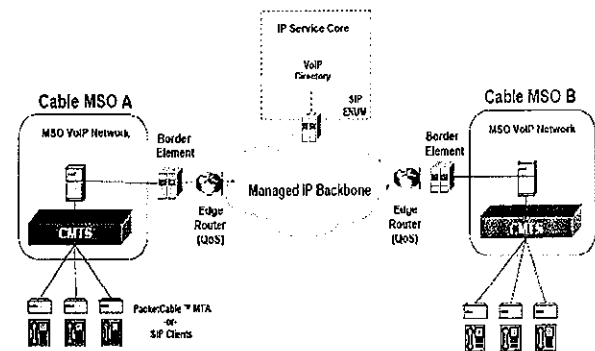 IP Service Core
VoIP
Directory
SIP
ENUM
Cable MSO A
MSO VoIP Network
Border
Element
CMTS
Edge
Router
(QoS)
Managed IP Backbone
Cable MSO B
MSO VoIP Network
Border
Element
Edge
Router
(QoS)
CMTS
PacketCable™ MTA
-or-
SIP Clients